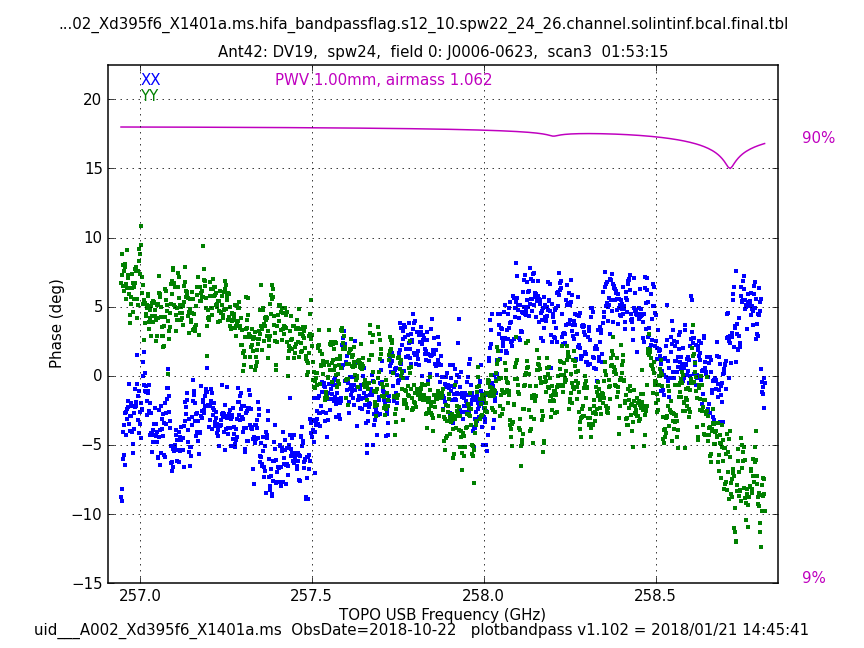 ...02_Xd395f6_X1401a.ms.hifa_bandpassflag.s12_10.spw22_24_26.channel.solintinf.bcal.final.tbl
Ant42: DV19,  spw24,  field 0: J0006-0623,  scan3  01:53:15
XX
PWV 1.00mm, airmass 1.062
YY
20
15
10
5
0
−5
−10
−15
Phase (deg)
90%
9%
257.0
257.5
258.0
258.5
TOPO USB Frequency (GHz)
uid___A002_Xd395f6_X1401a.ms  ObsDate=2018-10-22   plotbandpass v1.102 = 2018/01/21 14:45:41